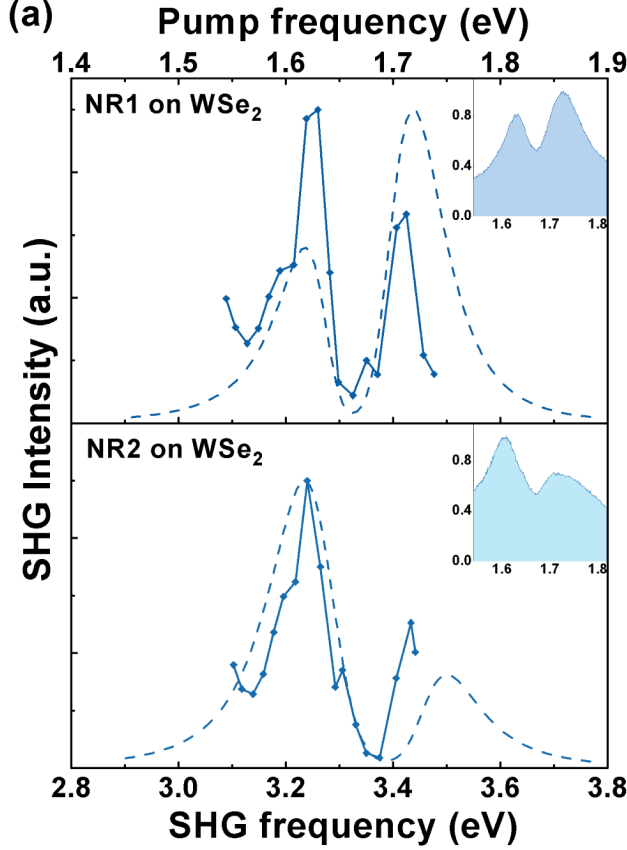 (a)
Pump frequency (eV)
1.4 1.5 1.6 1.7 1.8 1.9
NR1 on WSe₂
0.8
0.4
0.0
1.6 1.7 1.8
SHG Intensity (a.u.)
NR2 on WSe₂
0.8
0.4
0.0
1.6 1.7 1.8
2.8 3.0 3.2 3.4 3.6 3.8
SHG frequency (eV)